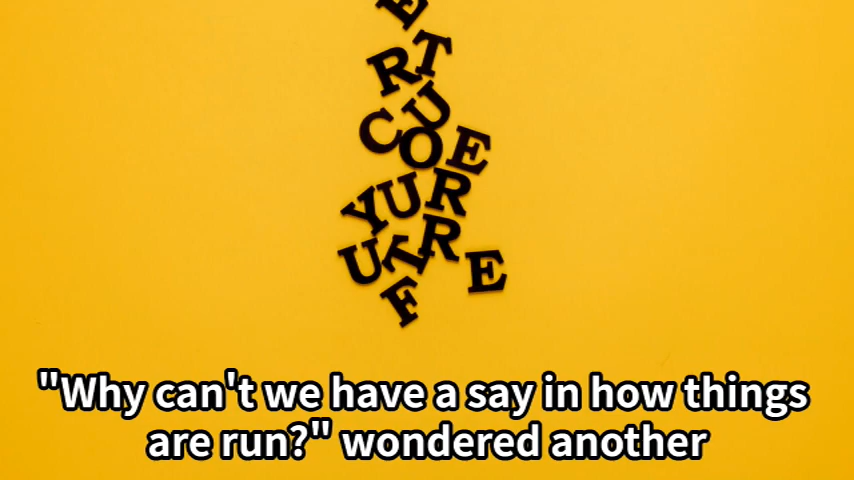 E
R T
C U
O E
Y U R
U T R E
F
"Why can't we have a say in how things
are run?" wondered another